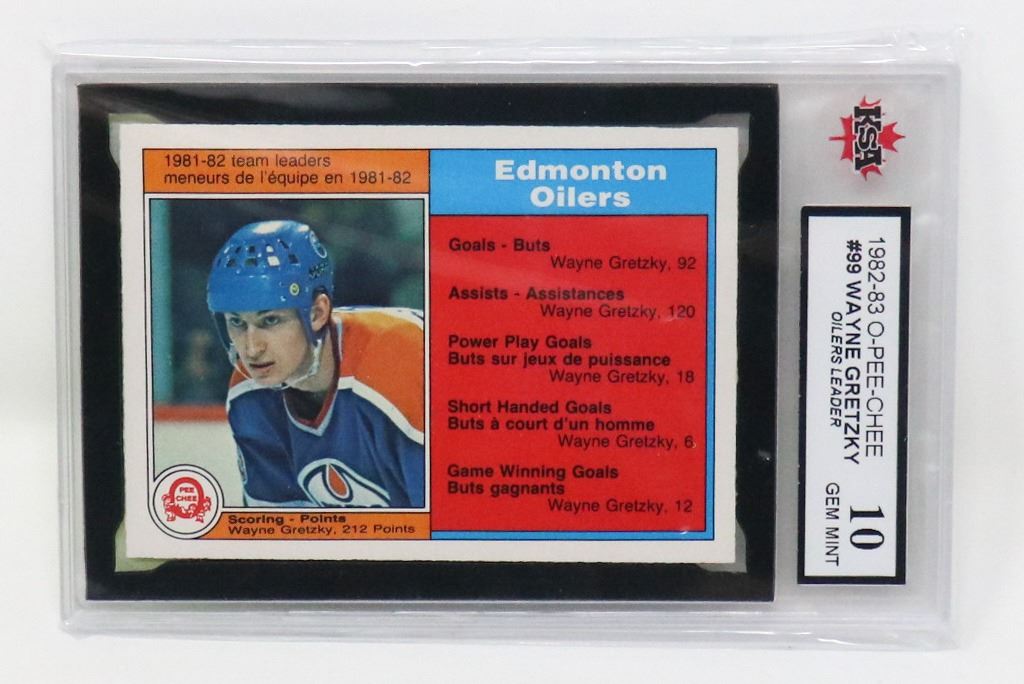 1981-82 team leaders
meneurs de l'équipe en 1981-82
Edmonton
Oilers
Goals - Buts
Wayne Gretzky, 92
Assists - Assistances
Wayne Gretzky, 120
Power Play Goals
Buts sur jeux de puissance
Wayne Gretzky, 18
Short Handed Goals
Buts à court d'un homme
Wayne Gretzky, 6
Game Winning Goals
Buts gagnants
Wayne Gretzky, 12
PEE
CHEE
Scoring - Points
Wayne Gretzky, 212 Points
KSA
1982-83 O-PEE-CHEE
#99 WAYNE GRETZKY
OILERS LEADER
10
GEM MINT